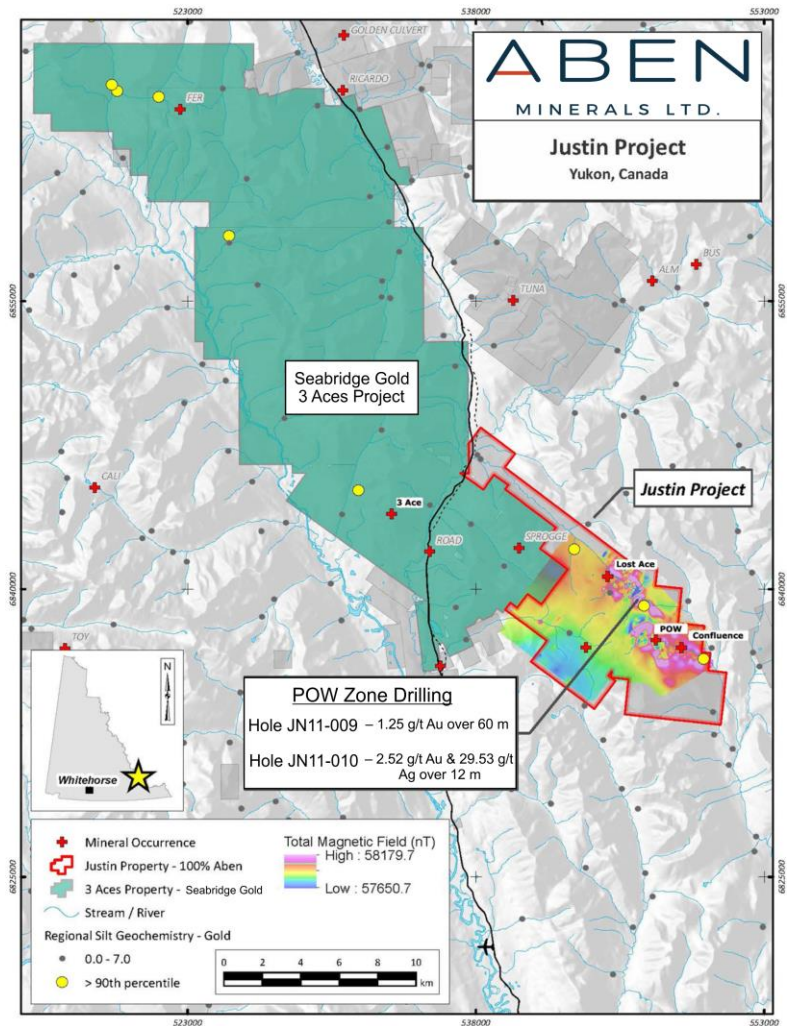 523000
538000
553000
GOLDEN CULVERT
RICARDO
FER
ABEN
MINERALS LTD.
Justin Project
Yukon, Canada
BUS
ALM
TUNA
6855000
6855000
Seabridge Gold
3 Aces Project
CALI
3 Ace
Justin Project
ROAD
SPROGGE
Lost Ace
6840000
6840000
POW
Confluence
TOY
N
Whitehorse
POW Zone Drilling
Hole JN11-009 – 1.25 g/t Au over 60 m
Hole JN11-010 – 2.52 g/t Au & 29.53 g/t
Ag over 12 m
Mineral Occurrence
Justin Property - 100% Aben
3 Aces Property - Seabridge Gold
Stream / River
Regional Silt Geochemistry - Gold
0.0 - 7.0
> 90th percentile
Total Magnetic Field (nT)
High : 58179.7
Low : 57650.7
0 2 4 6 8 10
km
6825000
6825000
523000
538000
553000